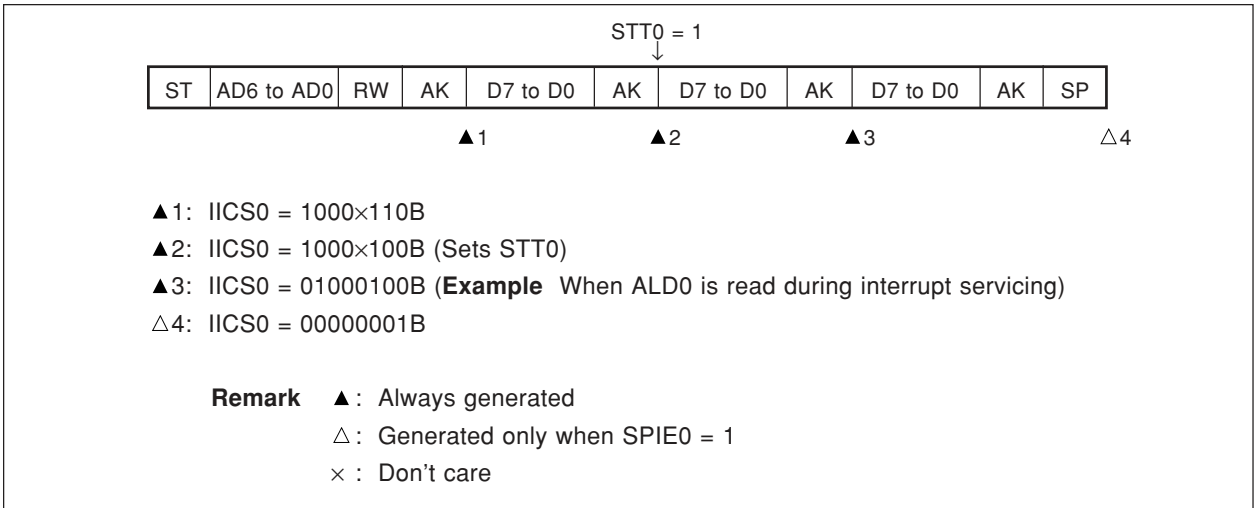 STT0 = 1
↓
ST AD6 to AD0 RW AK D7 to D0 AK D7 to D0 AK D7 to D0 AK SP
▲1 ▲2 ▲3 △4
▲1: IICS0 = 1000×110B
▲2: IICS0 = 1000×100B (Sets STT0)
▲3: IICS0 = 01000100B (Example When ALD0 is read during interrupt servicing)
△4: IICS0 = 00000001B
Remark ▲: Always generated
△: Generated only when SPIE0 = 1
×: Don't care